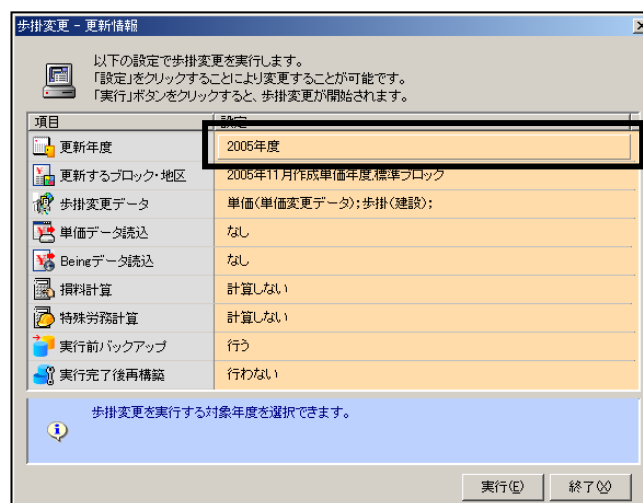 歩掛変更 - 更新情報
以下の設定で歩掛変更を実行します。
「設定」をクリックすることにより変更することが可能です。
「実行」ボタンをクリックすると、歩掛変更が開始されます。
項目 設定
更新年度 2005年度
更新するブロック・地区 2005年11月作成単価年度,標準ブロック
歩掛変更データ 単価(単価変更データ);歩掛(建設);
単価データ読込 なし
Beingデータ読込 なし
損料計算 計算しない
特殊労務計算 計算しない
実行前バックアップ 行う
実行完了後再構築 行わない
歩掛変更を実行する対象年度を選択できます。
実行(E) 終了(X)